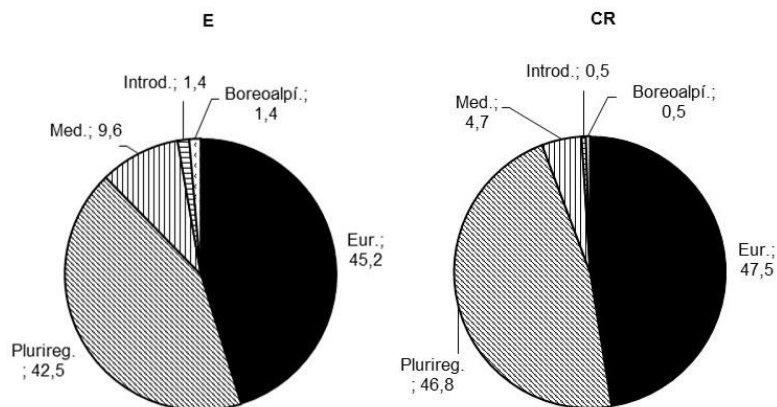 E
Introd.; 1,4
Boreoalpí.;
1,4
Med.; 9,6
Eur.;
45,2
Plurireg.
; 42,5
CR
Introd.; 0,5
Boreoalpí.;
0,5
Med.;
4,7
Eur.;
47,5
Plurireg.
; 46,8